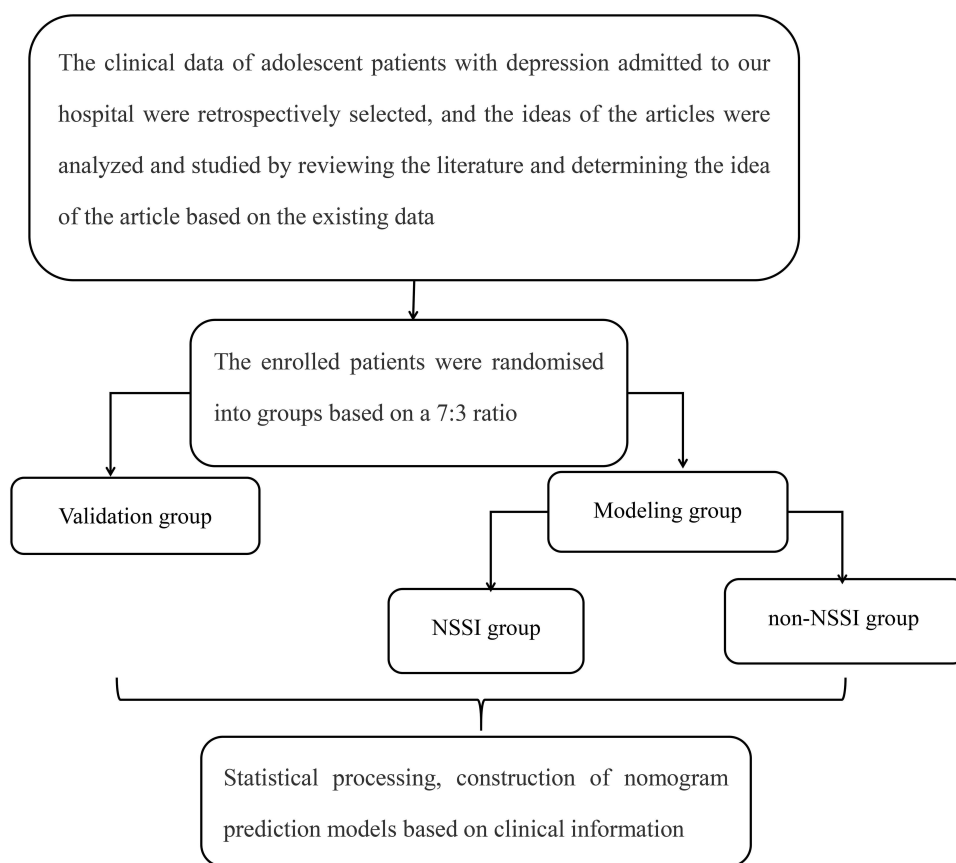 The clinical data of adolescent patients with depression admitted to our
hospital were retrospectively selected, and the ideas of the articles were
analyzed and studied by reviewing the literature and determining the idea
of the article based on the existing data
The enrolled patients were randomised
into groups based on a 7:3 ratio
Validation group
Modeling group
NSSI group
non-NSSI group
Statistical processing, construction of nomogram
prediction models based on clinical information